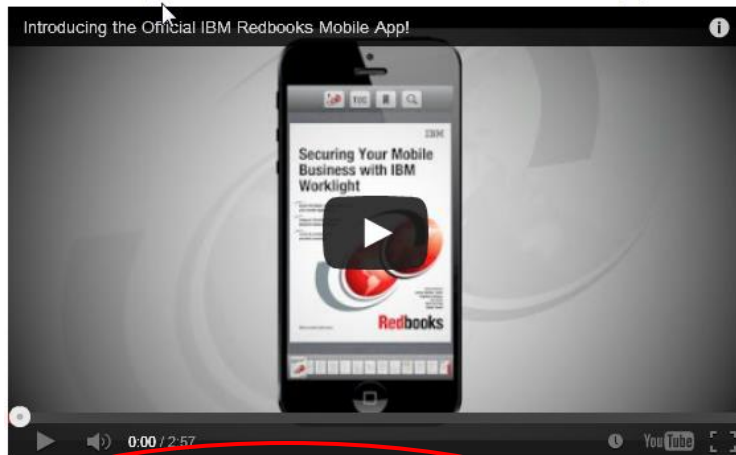 Introducing the Official IBM Redbooks Mobile App!
TOC
IBM
Securing Your Mobile
Business with IBM
Worklight
Redbooks
0:00 / 2:57
YouTube